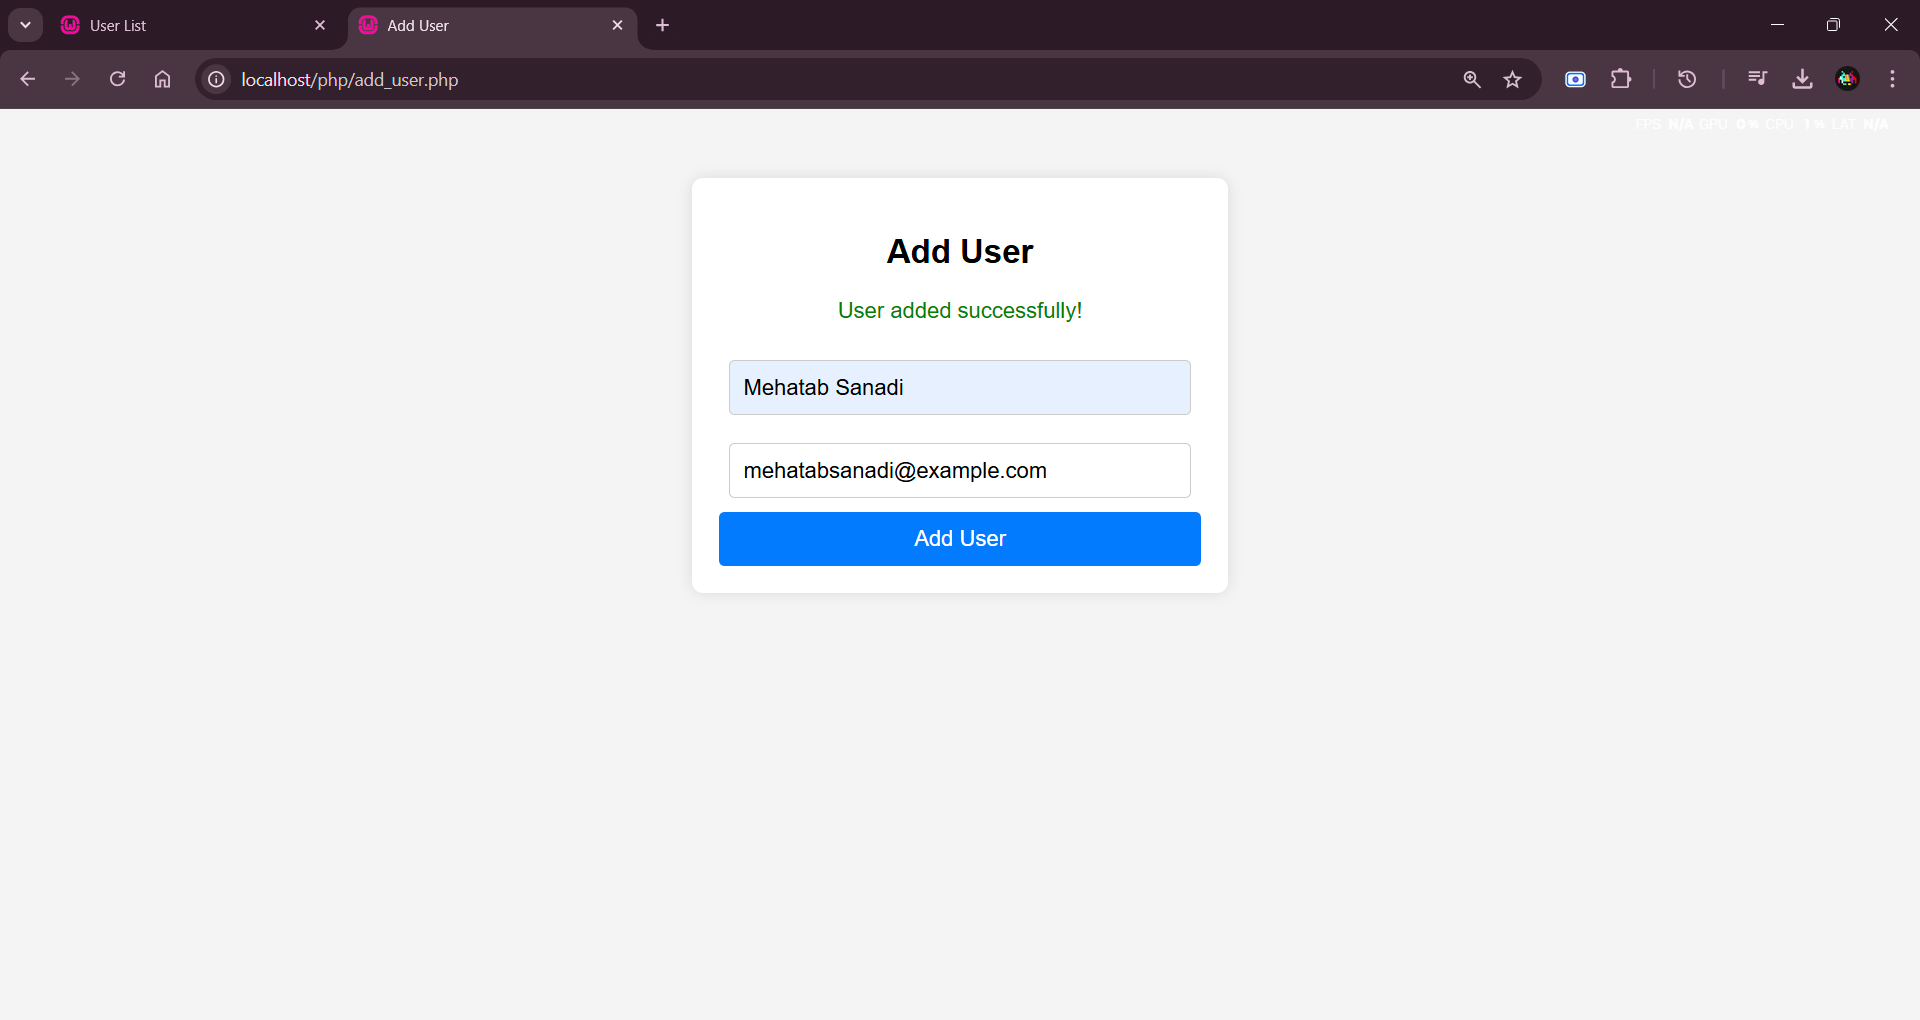 User List
Add User
localhost/php/add_user.php
FPS N/A GPU 0 % CPU 1 % LAT N/A
Add User
User added successfully!
Mehatab Sanadi
mehatabsanadi@example.com
Add User